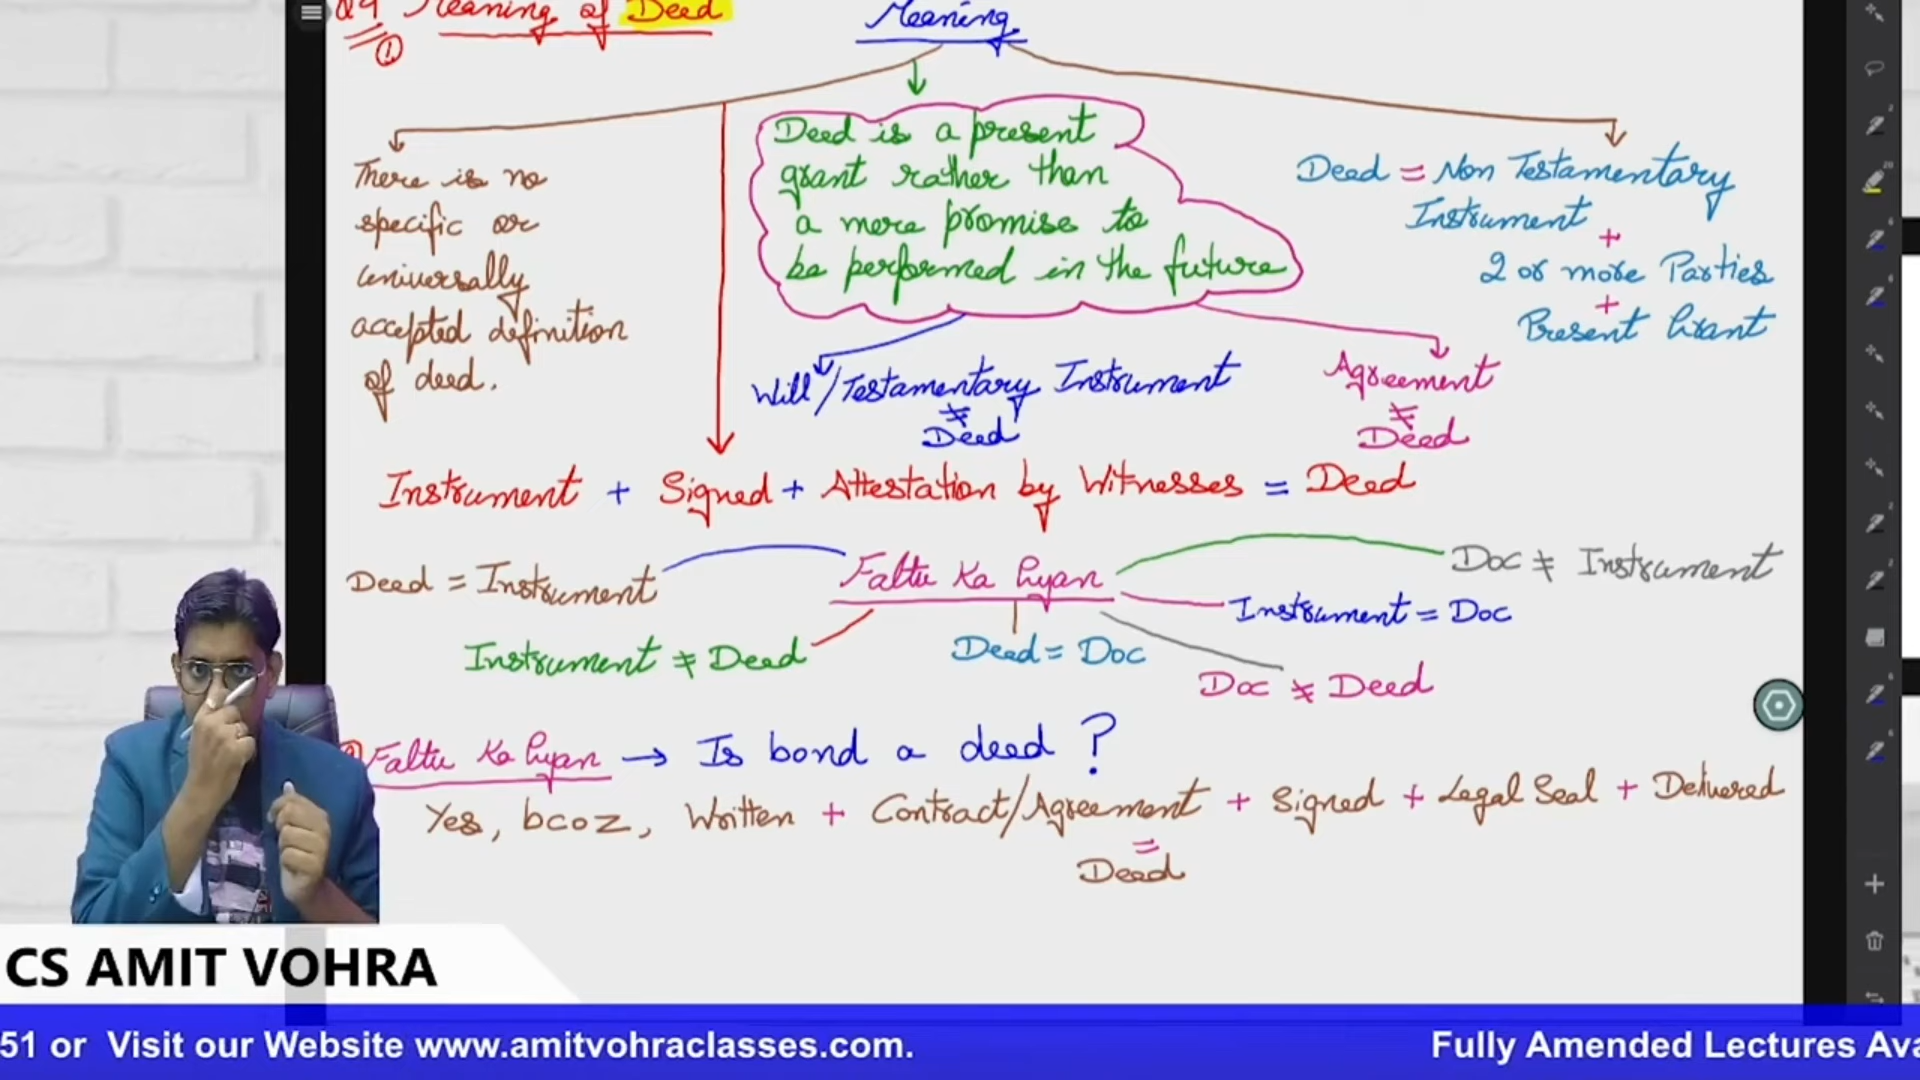 Q4 Meaning of Deed
①
Meaning
There is no
specific or
universally
accepted definition
of deed.
Deed is a present
grant rather than
a mere promise to
be performed in the future
Deed = Non Testamentary
Instrument
+
2 or more Parties
+
Present Grant
Will/Testamentary Instrument
≠
Deed
Agreement
≠
Deed
Instrument + Signed + Attestation by Witnesses = Deed
Faltu Ka Gyan
Deed = Instrument
Instrument ≠ Deed
Deed = Doc
Doc ≠ Instrument
Instrument = Doc
Doc ≠ Deed
Faltu Ka Gyan → Is bond a deed ?
Yes, bcoz, Written + Contract/Agreement + Signed + Legal Seal + Delivered
=
Deed
CS AMIT VOHRA
51 or Visit our Website www.amitvohraclasses.com.
Fully Amended Lectures Ava